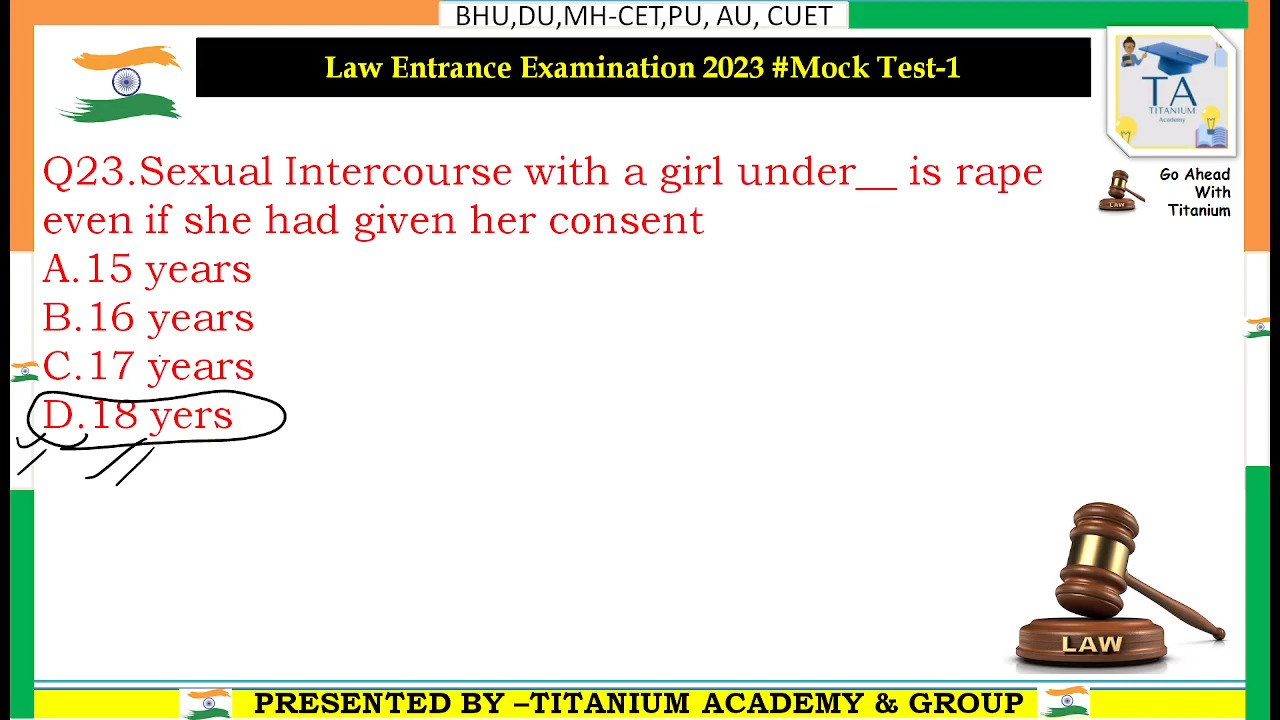 BHU,DU,MH-CET,PU, AU, CUET
Law Entrance Examination 2023 #Mock Test-1
TA
TITANIUM
Academy
Go Ahead
With
Titanium
LAW
Q23.Sexual Intercourse with a girl under__ is rape
even if she had given her consent
A.15 years
B.16 years
C.17 years
D.18 yers
LAW
PRESENTED BY –TITANIUM ACADEMY & GROUP